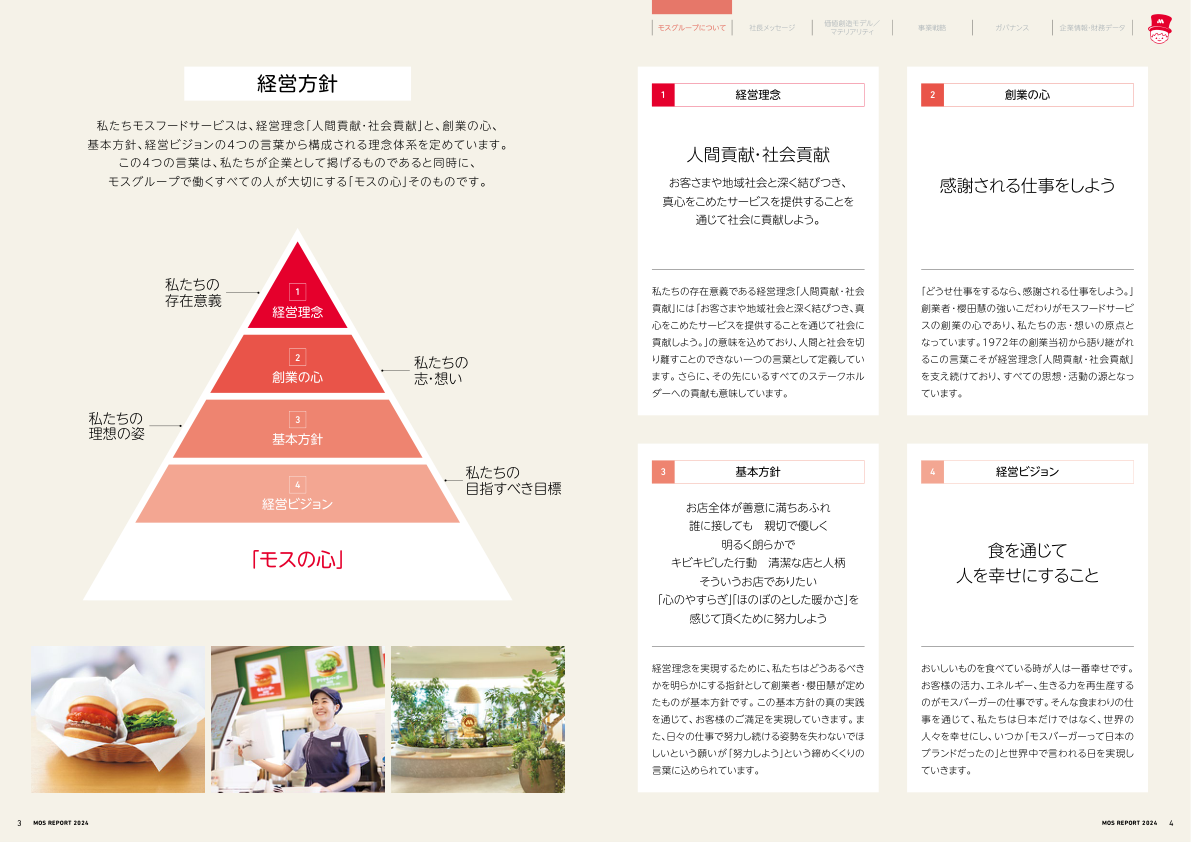 モスグループについて
社長メッセージ
価値創造モデル／
マテリアリティ
事業戦略
ガバナンス
企業情報・財務データ
経営方針
私たちモスフードサービスは、経営理念「人間貢献・社会貢献」と、創業の心、
基本方針、経営ビジョンの4つの言葉から構成される理念体系を定めています。
この4つの言葉は、私たちが企業として掲げるものであると同時に、
モスグループで働くすべての人が大切にする「モスの心」そのものです。
私たちの
存在意義
1
経営理念
2
創業の心
私たちの
志・想い
私たちの
理想の姿
3
基本方針
4
経営ビジョン
私たちの
目指すべき目標
「モスの心」
1 経営理念
人間貢献・社会貢献
お客さまや地域社会と深く結びつき、
真心をこめたサービスを提供することを
通じて社会に貢献しよう。
私たちの存在意義である経営理念「人間貢献・社会
貢献」には「お客さまや地域社会と深く結びつき、真
心をこめたサービスを提供することを通じて社会に
貢献しよう。」の意味を込めており、人間と社会を切
り離すことのできない一つの言葉として定義してい
ます。さらに、その先にいるすべてのステークホル
ダーへの貢献も意味しています。
2 創業の心
感謝される仕事をしよう
「どうせ仕事をするなら、感謝される仕事をしよう。」
創業者・櫻田慧の強いこだわりがモスフードサービ
スの創業の心であり、私たちの志・想いの原点と
なっています。1972年の創業当初から語り継がれ
るこの言葉こそが経営理念「人間貢献・社会貢献」
を支え続けており、すべての思想・活動の源となっ
ています。
3 基本方針
お店全体が善意に満ちあふれ
誰に接しても　親切で優しく
明るく朗らかで
キビキビした行動　清潔な店と人柄
そういうお店でありたい
「心のやすらぎ」「ほのぼのとした暖かさ」を
感じて頂くために努力しよう
経営理念を実現するために、私たちはどうあるべき
かを明らかにする指針として創業者・櫻田慧が定め
たものが基本方針です。この基本方針の真の実践
を通じて、お客様のご満足を実現していきます。ま
た、日々の仕事で努力し続ける姿勢を失わないでほ
しいという願いが「努力しよう」という締めくくりの
言葉に込められています。
4 経営ビジョン
食を通じて
人を幸せにすること
おいしいものを食べている時が人は一番幸せです。
お客様の活力、エネルギー、生きる力を再生産する
のがモスバーガーの仕事です。そんな食まわりの仕
事を通じて、私たちは日本だけではなく、世界の
人々を幸せにし、いつか「モスバーガーって日本の
ブランドだったの」と世界中で言われる日を実現し
ていきます。
3 MOS REPORT 2024
MOS REPORT 2024 4